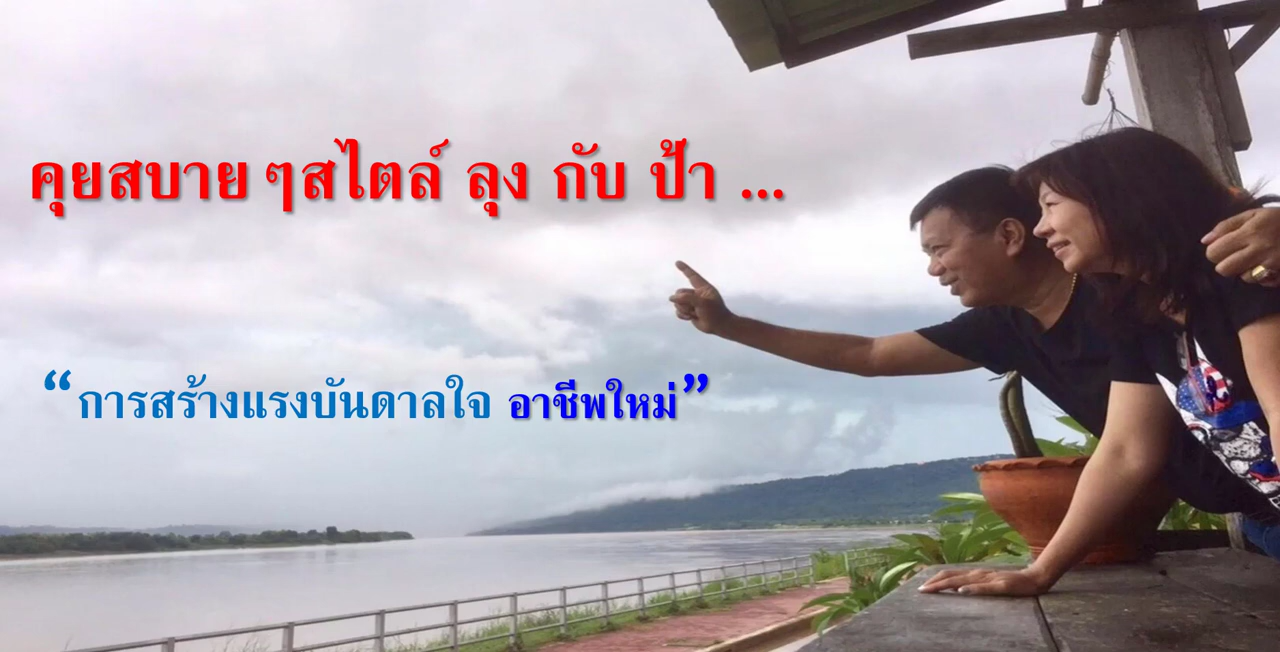 คุยสบาย ๆสไตล์ ลุง กับ ป้า ...
“การสร้างแรงบันดาลใจ อาชีพใหม่”